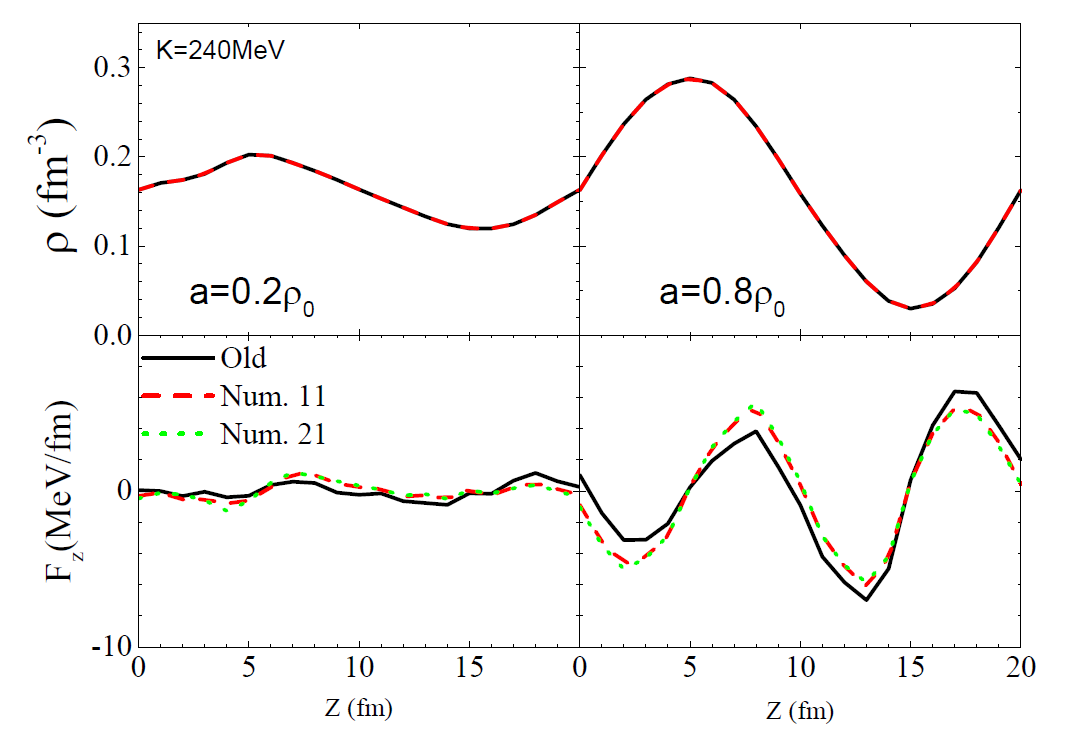 K=240MeV
0.3
0.2
0.1
0.0
ρ (fm⁻³)
a=0.2ρ₀
a=0.8ρ₀
Old
Num. 11
Num. 21
0
-10
F_z(MeV/fm)
0 5 10 15 0 5 10 15 20
Z (fm) Z (fm)